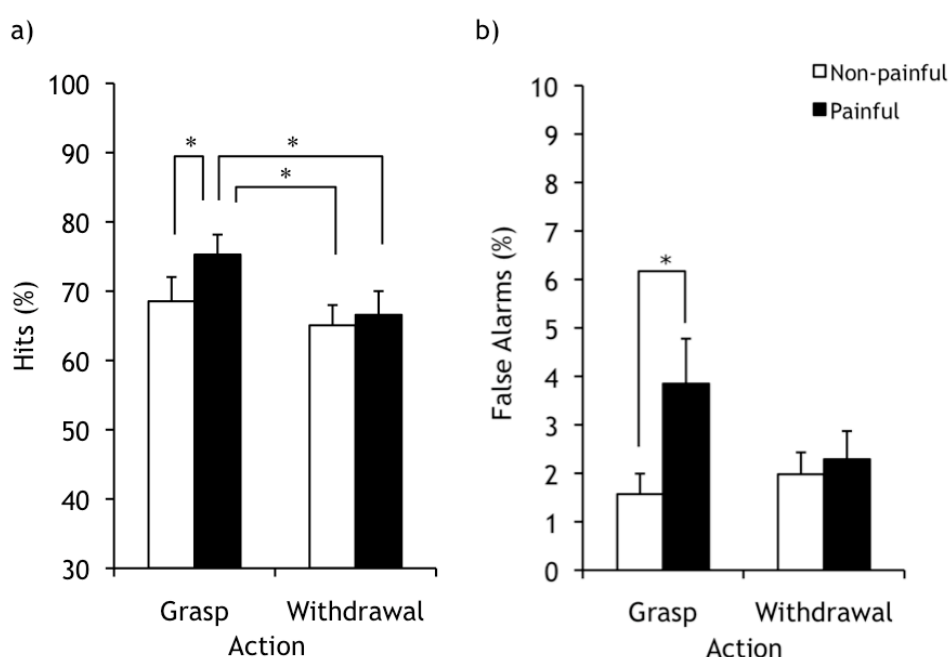 a)
100
90
80
70
60
50
40
30
Hits (%)
*
*
*
Grasp
Withdrawal
Action
b)
Non-painful
Painful
10
9
8
7
6
5
4
3
2
1
0
False Alarms (%)
*
Grasp
Withdrawal
Action